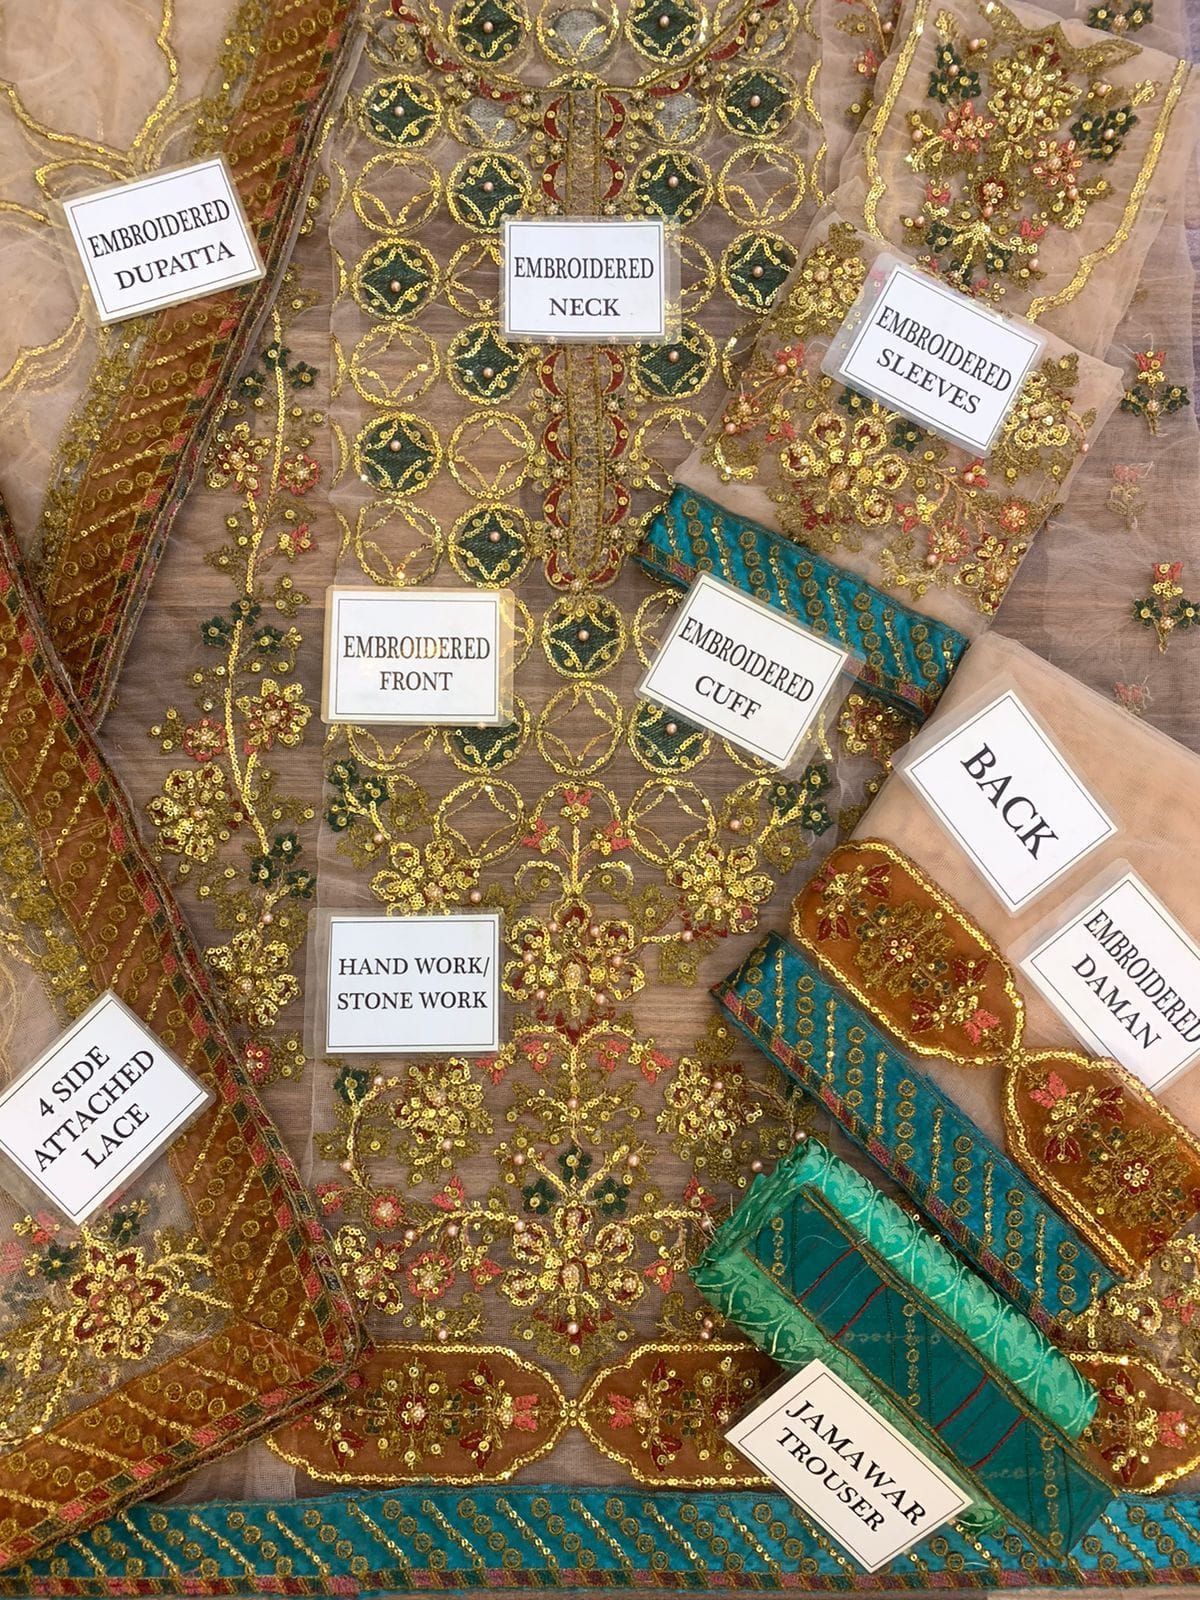 EMBROIDERED
DUPATTA
EMBROIDERED
NECK
EMBROIDERED
SLEEVES
EMBROIDERED
FRONT
EMBROIDERED
CUFF
BACK
EMBROIDERED
DAMAN
HAND WORK/
STONE WORK
4 SIDE
ATTACHED
LACE
JAMAWAR
TROUSER